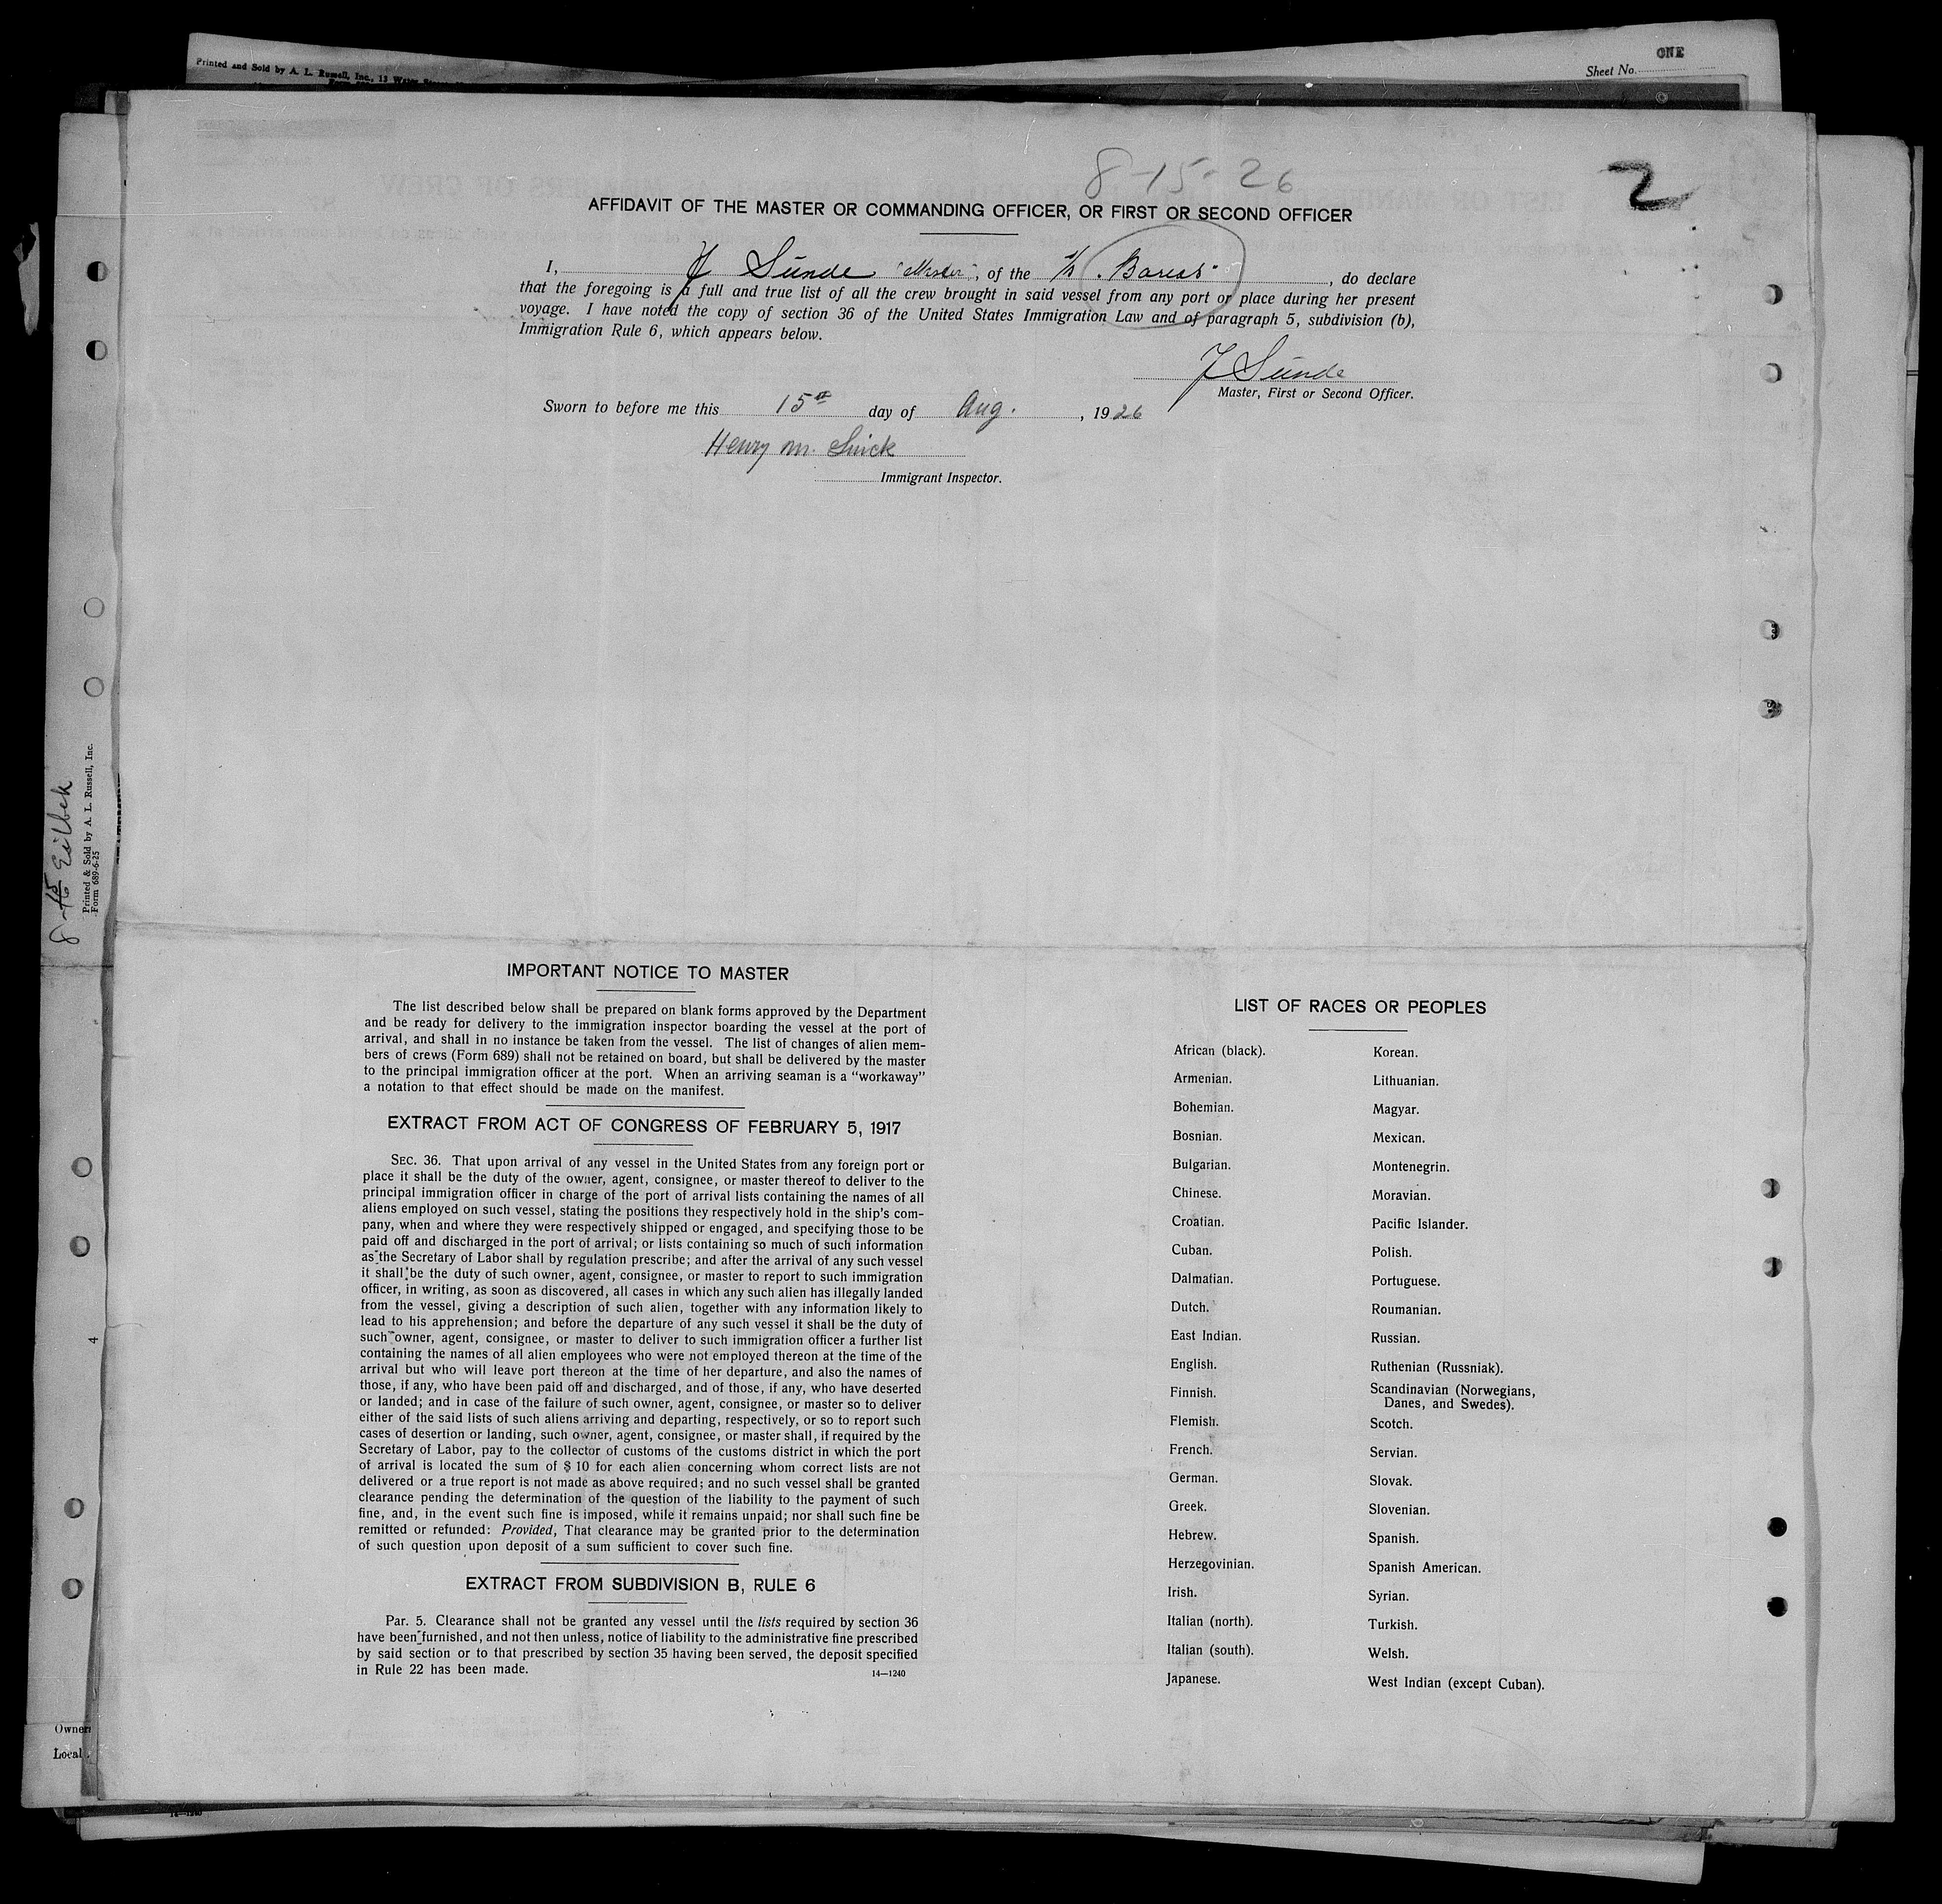 Printed and Sold by A. L. Russell, Inc., 13 Water
ONE
Sheet No.
8-15-26
2
AFFIDAVIT OF THE MASTER OR COMMANDING OFFICER, OR FIRST OR SECOND OFFICER
I, Sunde "Master", of the , do declare
that the foregoing is a full and true list of all the crew brought in said vessel from any port or place during her present
voyage. I have noted the copy of section 36 of the United States Immigration Law and of paragraph 5, subdivision (b),
Immigration Rule 6, which appears below.
Sunde
Master, First or Second Officer.
Sworn to before me this 15th day of Aug. , 1926
Henry M.
Immigrant Inspector.
8-15 Eilbek
Printed & Sold by A. L. Russell, Inc.
Form 689-6-25
4
Owner
Local
IMPORTANT NOTICE TO MASTER
The list described below shall be prepared on blank forms approved by the Department
and be ready for delivery to the immigration inspector boarding the vessel at the port of
arrival, and shall in no instance be taken from the vessel. The list of changes of alien mem-
bers of crews (Form 689) shall not be retained on board, but shall be delivered by the master
to the principal immigration officer at the port. When an arriving seaman is a "workaway"
a notation to that effect should be made on the manifest.
EXTRACT FROM ACT OF CONGRESS OF FEBRUARY 5, 1917
SEC. 36. That upon arrival of any vessel in the United States from any foreign port or
place it shall be the duty of the owner, agent, consignee, or master thereof to deliver to the
principal immigration officer in charge of the port of arrival lists containing the names of all
aliens employed on such vessel, stating the positions they respectively hold in the ship's com-
pany, when and where they were respectively shipped or engaged, and specifying those to be
paid off and discharged in the port of arrival; or lists containing so much of such information
as the Secretary of Labor shall by regulation prescribe; and after the arrival of any such vessel
it shall be the duty of such owner, agent, consignee, or master to report to such immigration
officer, in writing, as soon as discovered, all cases in which any such alien has illegally landed
from the vessel, giving a description of such alien, together with any information likely to
lead to his apprehension; and before the departure of any such vessel it shall be the duty of
such owner, agent, consignee, or master to deliver to such immigration officer a further list
containing the names of all alien employees who were not employed thereon at the time of the
arrival but who will leave port thereon at the time of her departure, and also the names of
those, if any, who have been paid off and discharged, and of those, if any, who have deserted
or landed; and in case of the failure of such owner, agent, consignee, or master so to deliver
either of the said lists of such aliens arriving and departing, respectively, or so to report such
cases of desertion or landing, such owner, agent, consignee, or master shall, if required by the
Secretary of Labor, pay to the collector of customs of the customs district in which the port
of arrival is located the sum of $10 for each alien concerning whom correct lists are not
delivered or a true report is not made as above required; and no such vessel shall be granted
clearance pending the determination of the question of the liability to the payment of such
fine, and, in the event such fine is imposed, while it remains unpaid; nor shall such fine be
remitted or refunded: Provided, That clearance may be granted prior to the determination
of such question upon deposit of a sum sufficient to cover such fine.
EXTRACT FROM SUBDIVISION B, RULE 6
Par. 5. Clearance shall not be granted any vessel until the lists required by section 36
have been furnished, and not then unless, notice of liability to the administrative fine prescribed
by said section or to that prescribed by section 35 having been served, the deposit specified
in Rule 22 has been made.
14—1240
LIST OF RACES OR PEOPLES
African (black).
Armenian.
Bohemian.
Bosnian.
Bulgarian.
Chinese.
Croatian.
Cuban.
Dalmatian.
Dutch.
East Indian.
English.
Finnish.
Flemish.
French.
German.
Greek.
Hebrew.
Herzegovinian.
Irish.
Italian (north).
Italian (south).
Japanese.
Korean.
Lithuanian.
Magyar.
Mexican.
Montenegrin.
Moravian.
Pacific Islander.
Polish.
Portuguese.
Roumanian.
Russian.
Ruthenian (Russniak).
Scandinavian (Norwegians,
Danes, and Swedes).
Scotch.
Servian.
Slovak.
Slovenian.
Spanish.
Spanish American.
Syrian.
Turkish.
Welsh.
West Indian (except Cuban).
14—1240